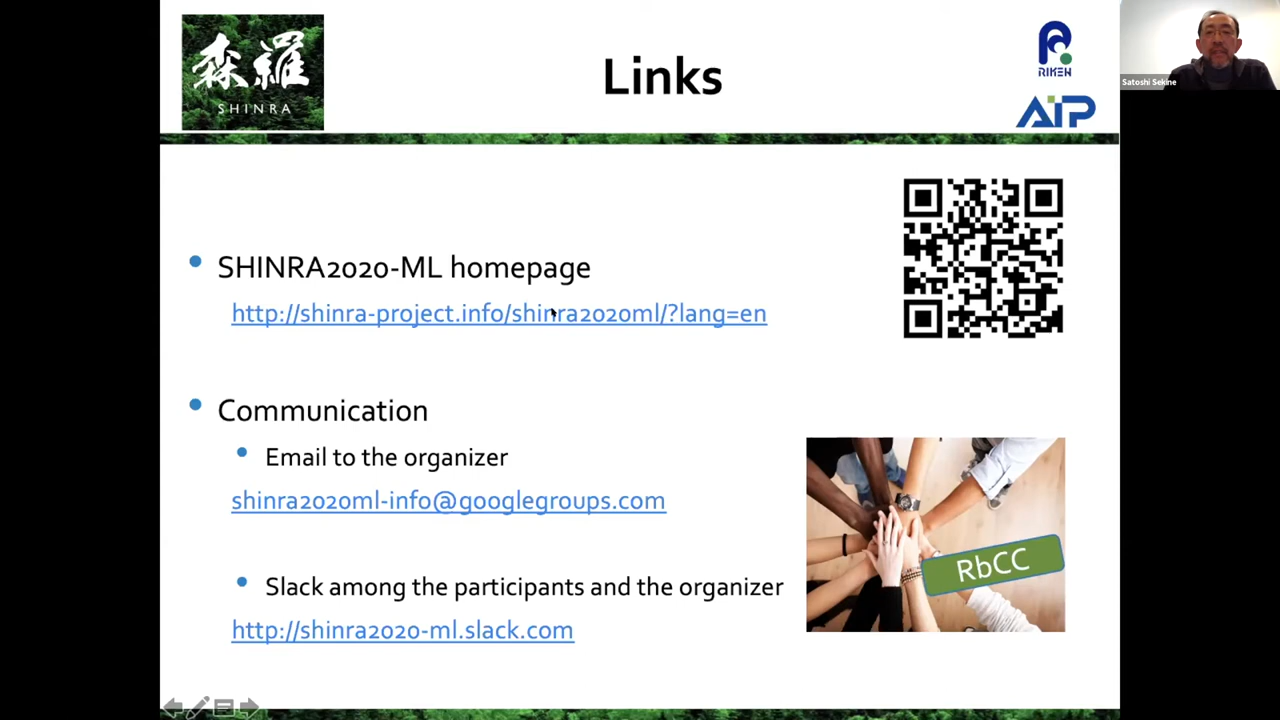 森羅
SHINRA
Links
RIKEN
AIP
Satoshi Sekine
• SHINRA2020-ML homepage
http://shinra-project.info/shinra2020ml/?lang=en
• Communication
• Email to the organizer
shinra2020ml-info@googlegroups.com
RbCC
• Slack among the participants and the organizer
http://shinra2020-ml.slack.com